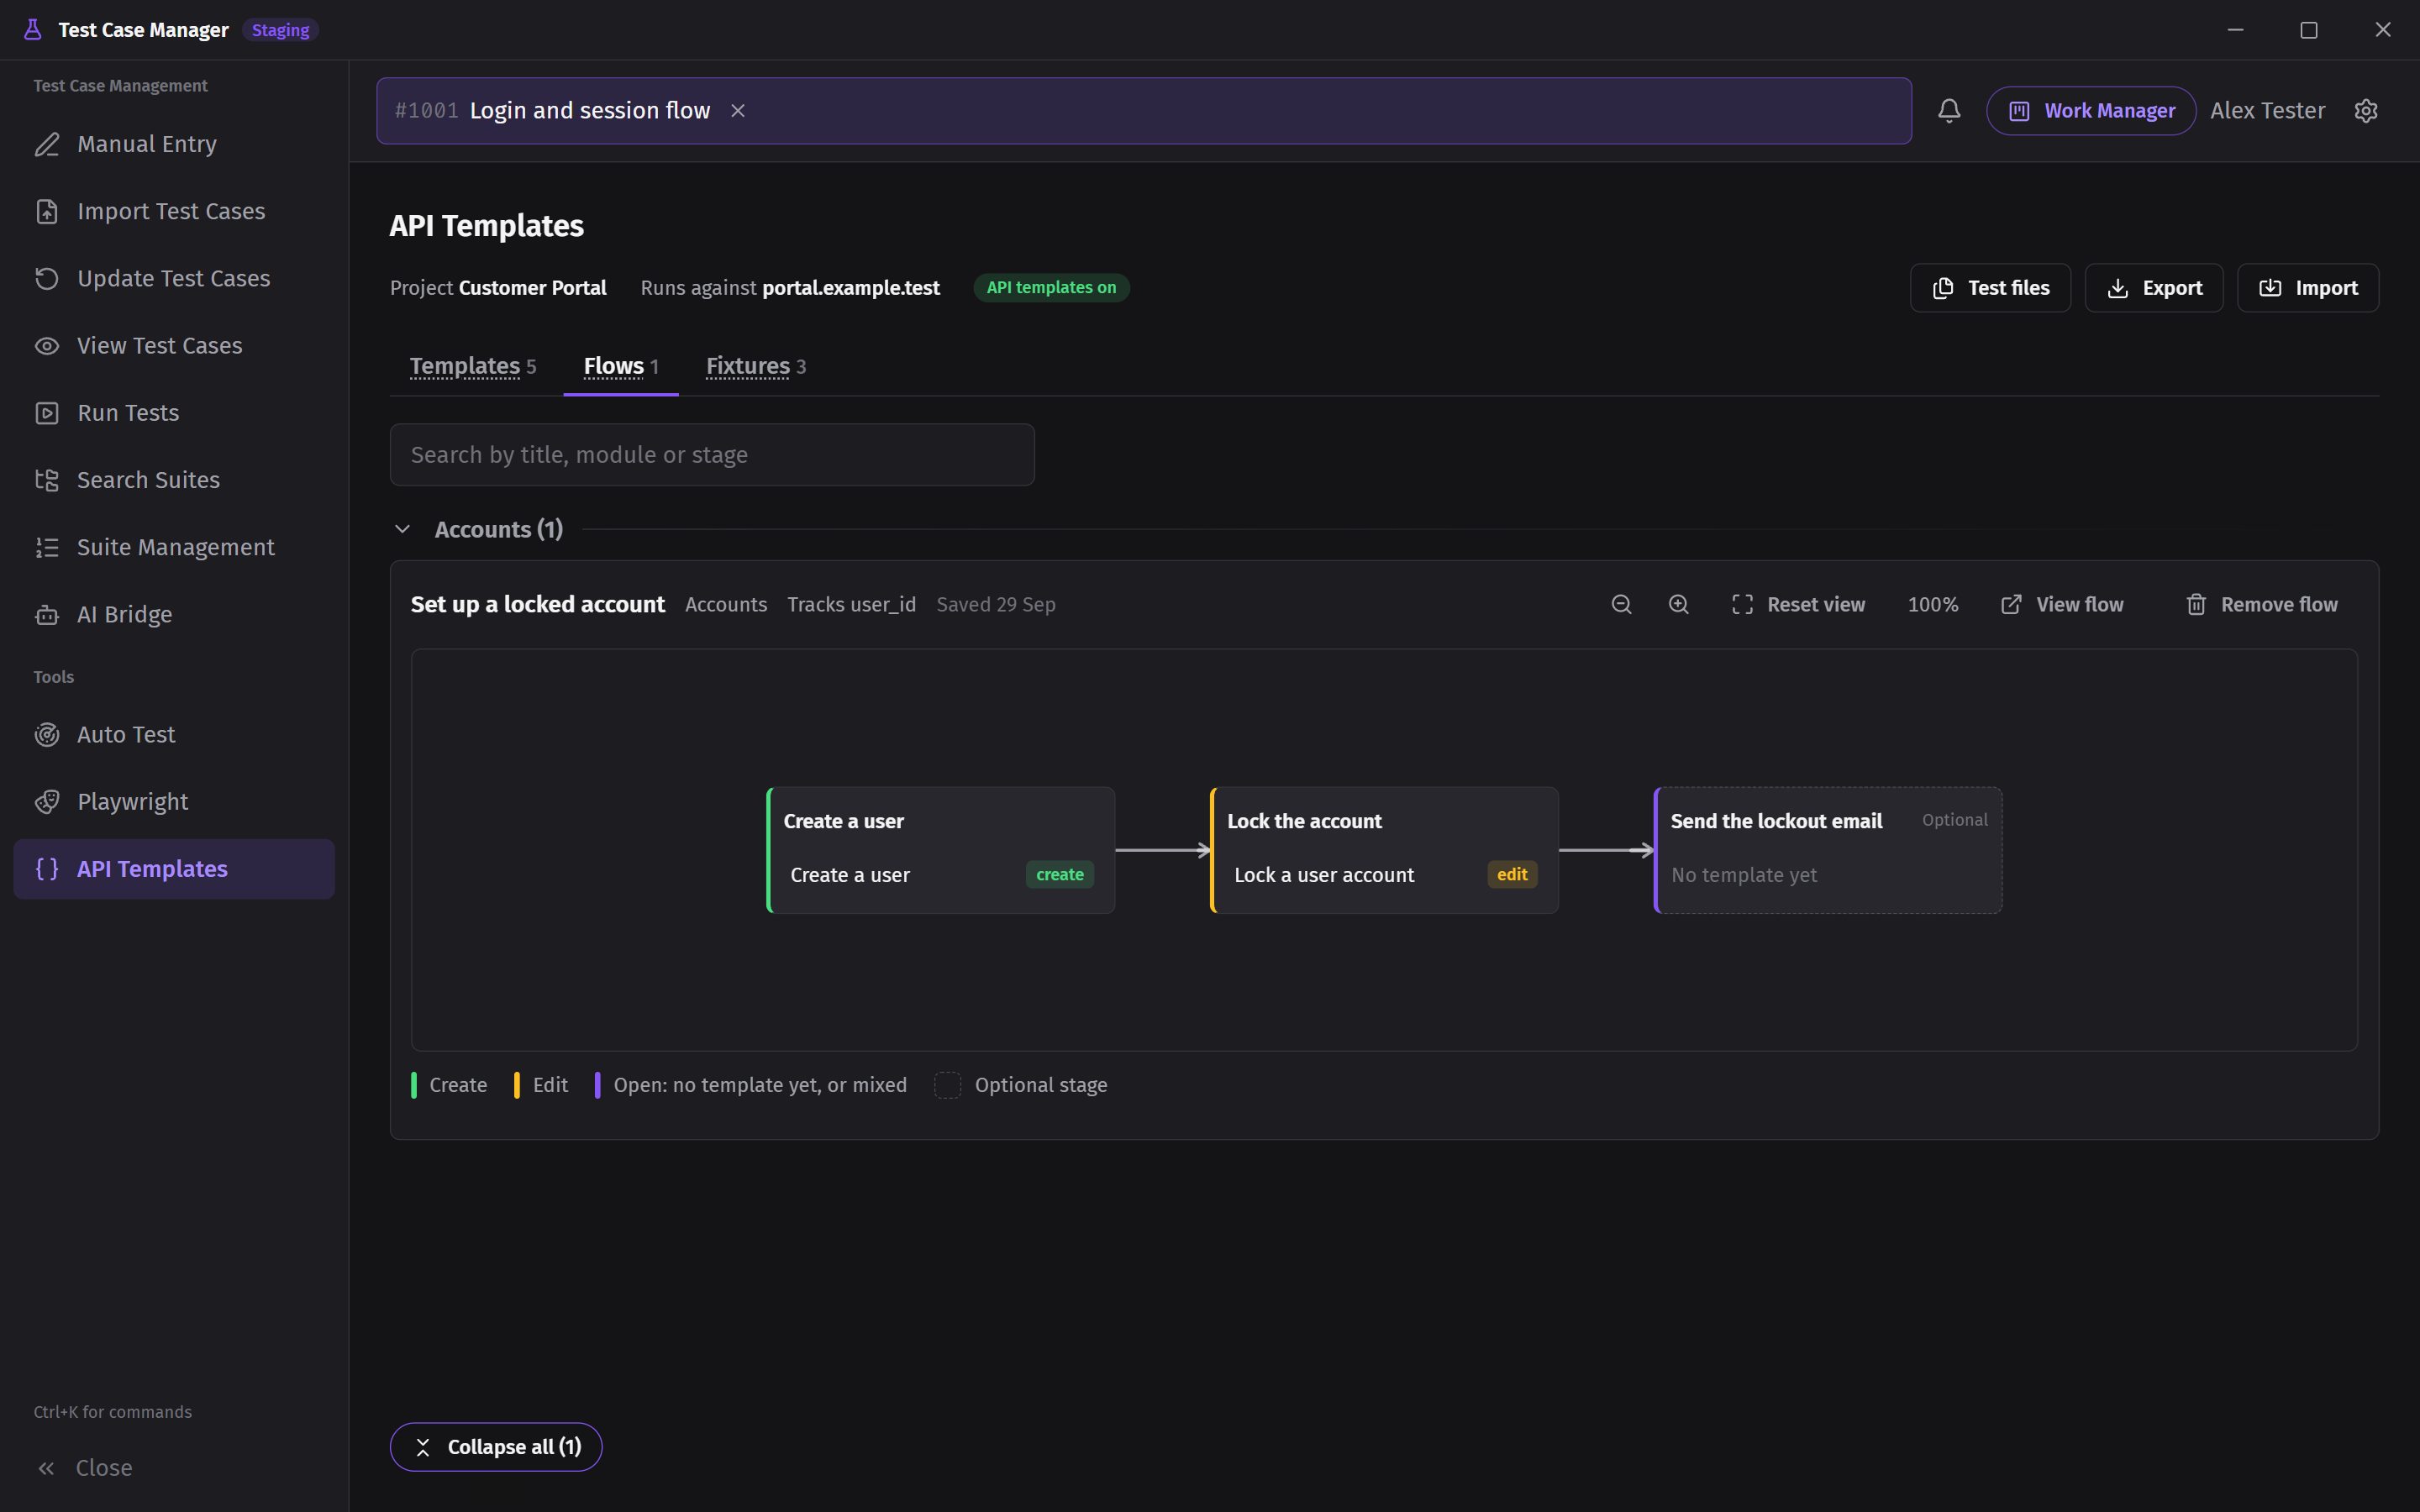 Test Case Manager Staging
Test Case Management
Manual Entry
Import Test Cases
Update Test Cases
View Test Cases
Run Tests
Search Suites
Suite Management
AI Bridge
Tools
Auto Test
Playwright
API Templates
Ctrl+K for commands
Close
#1001 Login and session flow
Work Manager
Alex Tester
API Templates
Project Customer Portal Runs against portal.example.test API templates on
Test files Export Import
Templates 5 Flows 1 Fixtures 3
Search by title, module or stage
Accounts (1)
Set up a locked account Accounts Tracks user_id Saved 29 Sep
Reset view 100% View flow Remove flow
Create a user
Create a user create
Lock the account
Lock a user account edit
Send the lockout email Optional
No template yet
Create Edit Open: no template yet, or mixed Optional stage
Collapse all (1)